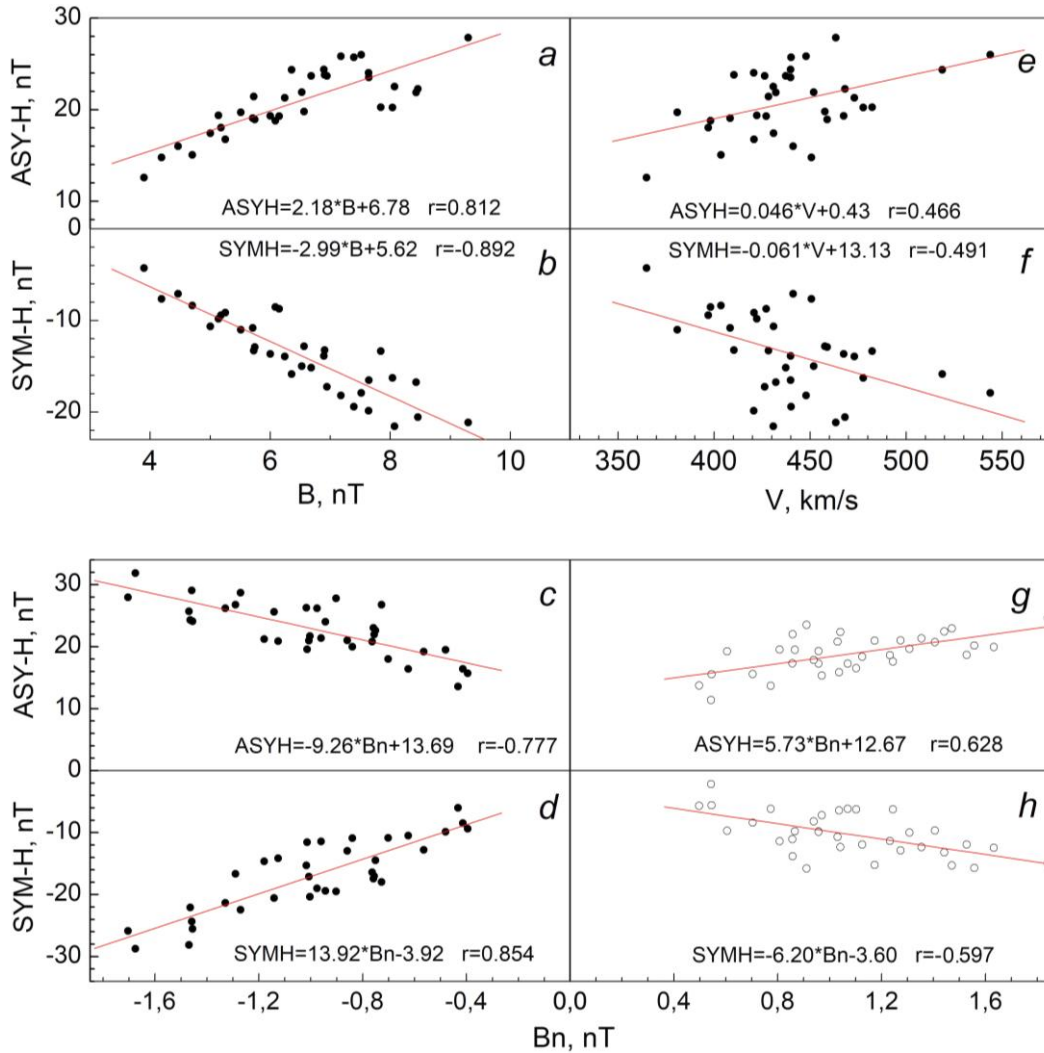 30
20
10
0
ASY-H, nT
a
ASYH=2.18*B+6.78 r=0.812
e
ASYH=0.046*V+0.43 r=0.466
SYMH=-2.99*B+5.62 r=-0.892
b
SYMH=-0.061*V+13.13 r=-0.491
f
-10
-20
SYM-H, nT
4 6 8 10
350 400 450 500 550
B, nT
V, km/s
30
20
10
0
ASY-H, nT
c
ASYH=-9.26*Bn+13.69 r=-0.777
g
ASYH=5.73*Bn+12.67 r=0.628
-10
-20
-30
SYM-H, nT
d
SYMH=13.92*Bn-3.92 r=0.854
h
SYMH=-6.20*Bn-3.60 r=-0.597
-1,6 -1,2 -0,8 -0,4 0,0 0,4 0,8 1,2 1,6
Bn, nT